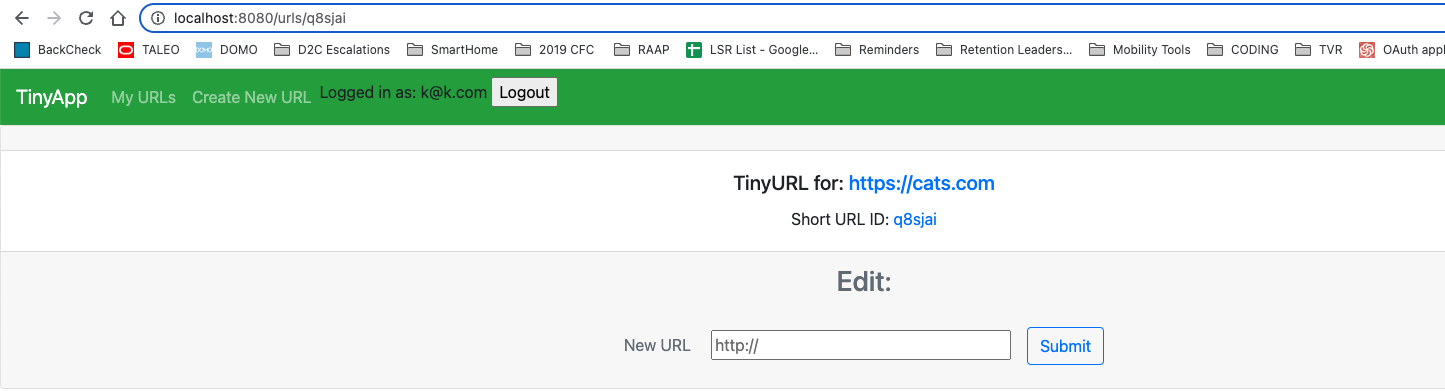 localhost:8080/urls/q8sjai
BackCheck TALEO DOMO D2C Escalations SmartHome 2019 CFC RAAP LSR List - Google... Reminders Retention Leaders... Mobility Tools CODING TVR OAuth appl
TinyApp My URLs Create New URL Logged in as: k@k.com Logout
TinyURL for: https://cats.com
Short URL ID: q8sjai
Edit:
New URL http:// Submit